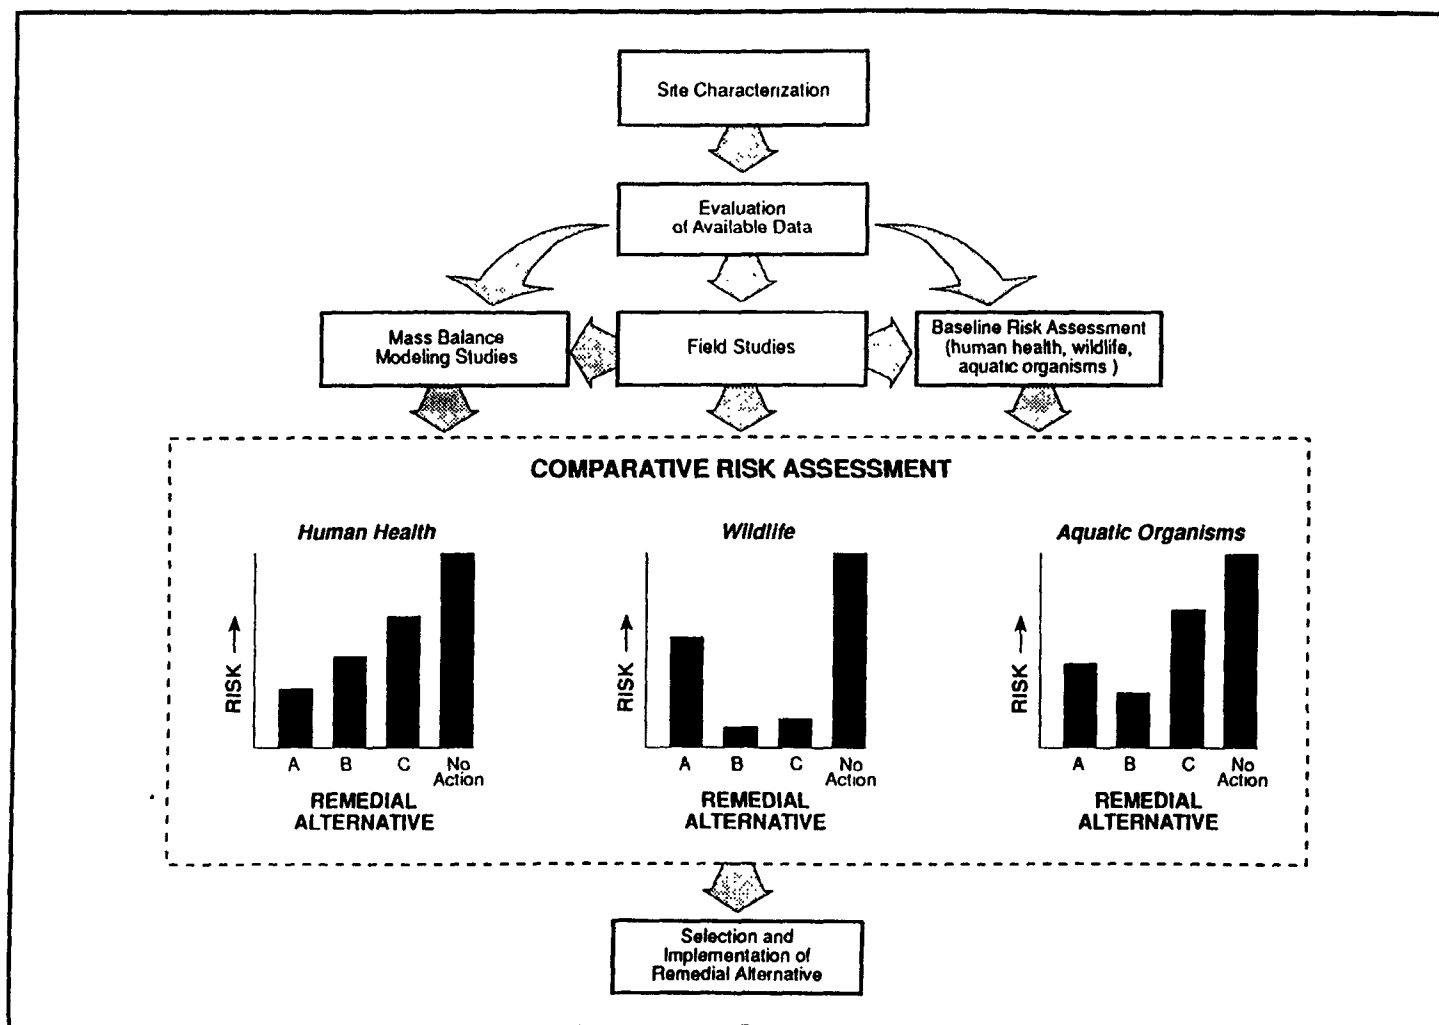 Site Characterization
Evaluation
of Available Data
Mass Balance
Modeling Studies
Field Studies
Baseline Risk Assessment
(human health, wildlife,
aquatic organisms )
COMPARATIVE RISK ASSESSMENT
Human Health
RISK
A B C No
Action
REMEDIAL
ALTERNATIVE
Wildlife
RISK
A B C No
Action
REMEDIAL
ALTERNATIVE
Aquatic Organisms
RISK
A B C No
Action
REMEDIAL
ALTERNATIVE
Selection and
Implementation of
Remedial Alternative